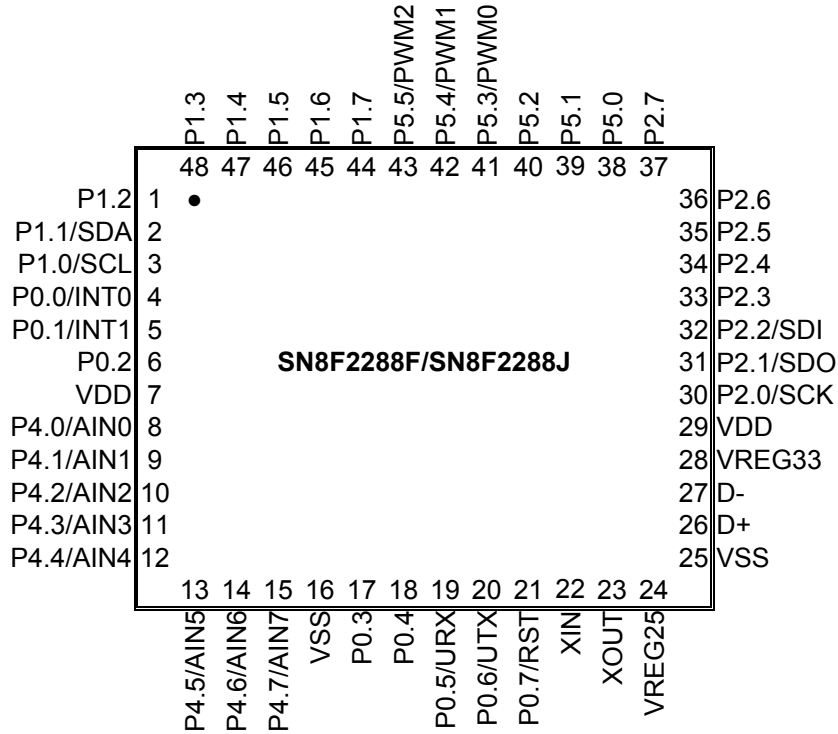 P1.3 P1.4 P1.5 P1.6 P1.7 P5.5/PWM2 P5.4/PWM1 P5.3/PWM0 P5.2 P5.1 P5.0 P2.7
48 47 46 45 44 43 42 41 40 39 38 37
P1.2 1 ● 36 P2.6
P1.1/SDA 2 35 P2.5
P1.0/SCL 3 34 P2.4
P0.0/INT0 4 33 P2.3
P0.1/INT1 5 32 P2.2/SDI
P0.2 6 SN8F2288F/SN8F2288J 31 P2.1/SDO
VDD 7 30 P2.0/SCK
P4.0/AIN0 8 29 VDD
P4.1/AIN1 9 28 VREG33
P4.2/AIN2 10 27 D-
P4.3/AIN3 11 26 D+
P4.4/AIN4 12 25 VSS
13 14 15 16 17 18 19 20 21 22 23 24
P4.5/AIN5 P4.6/AIN6 P4.7/AIN7 VSS P0.3 P0.4 P0.5/URX P0.6/UTX P0.7/RST XIN XOUT VREG25